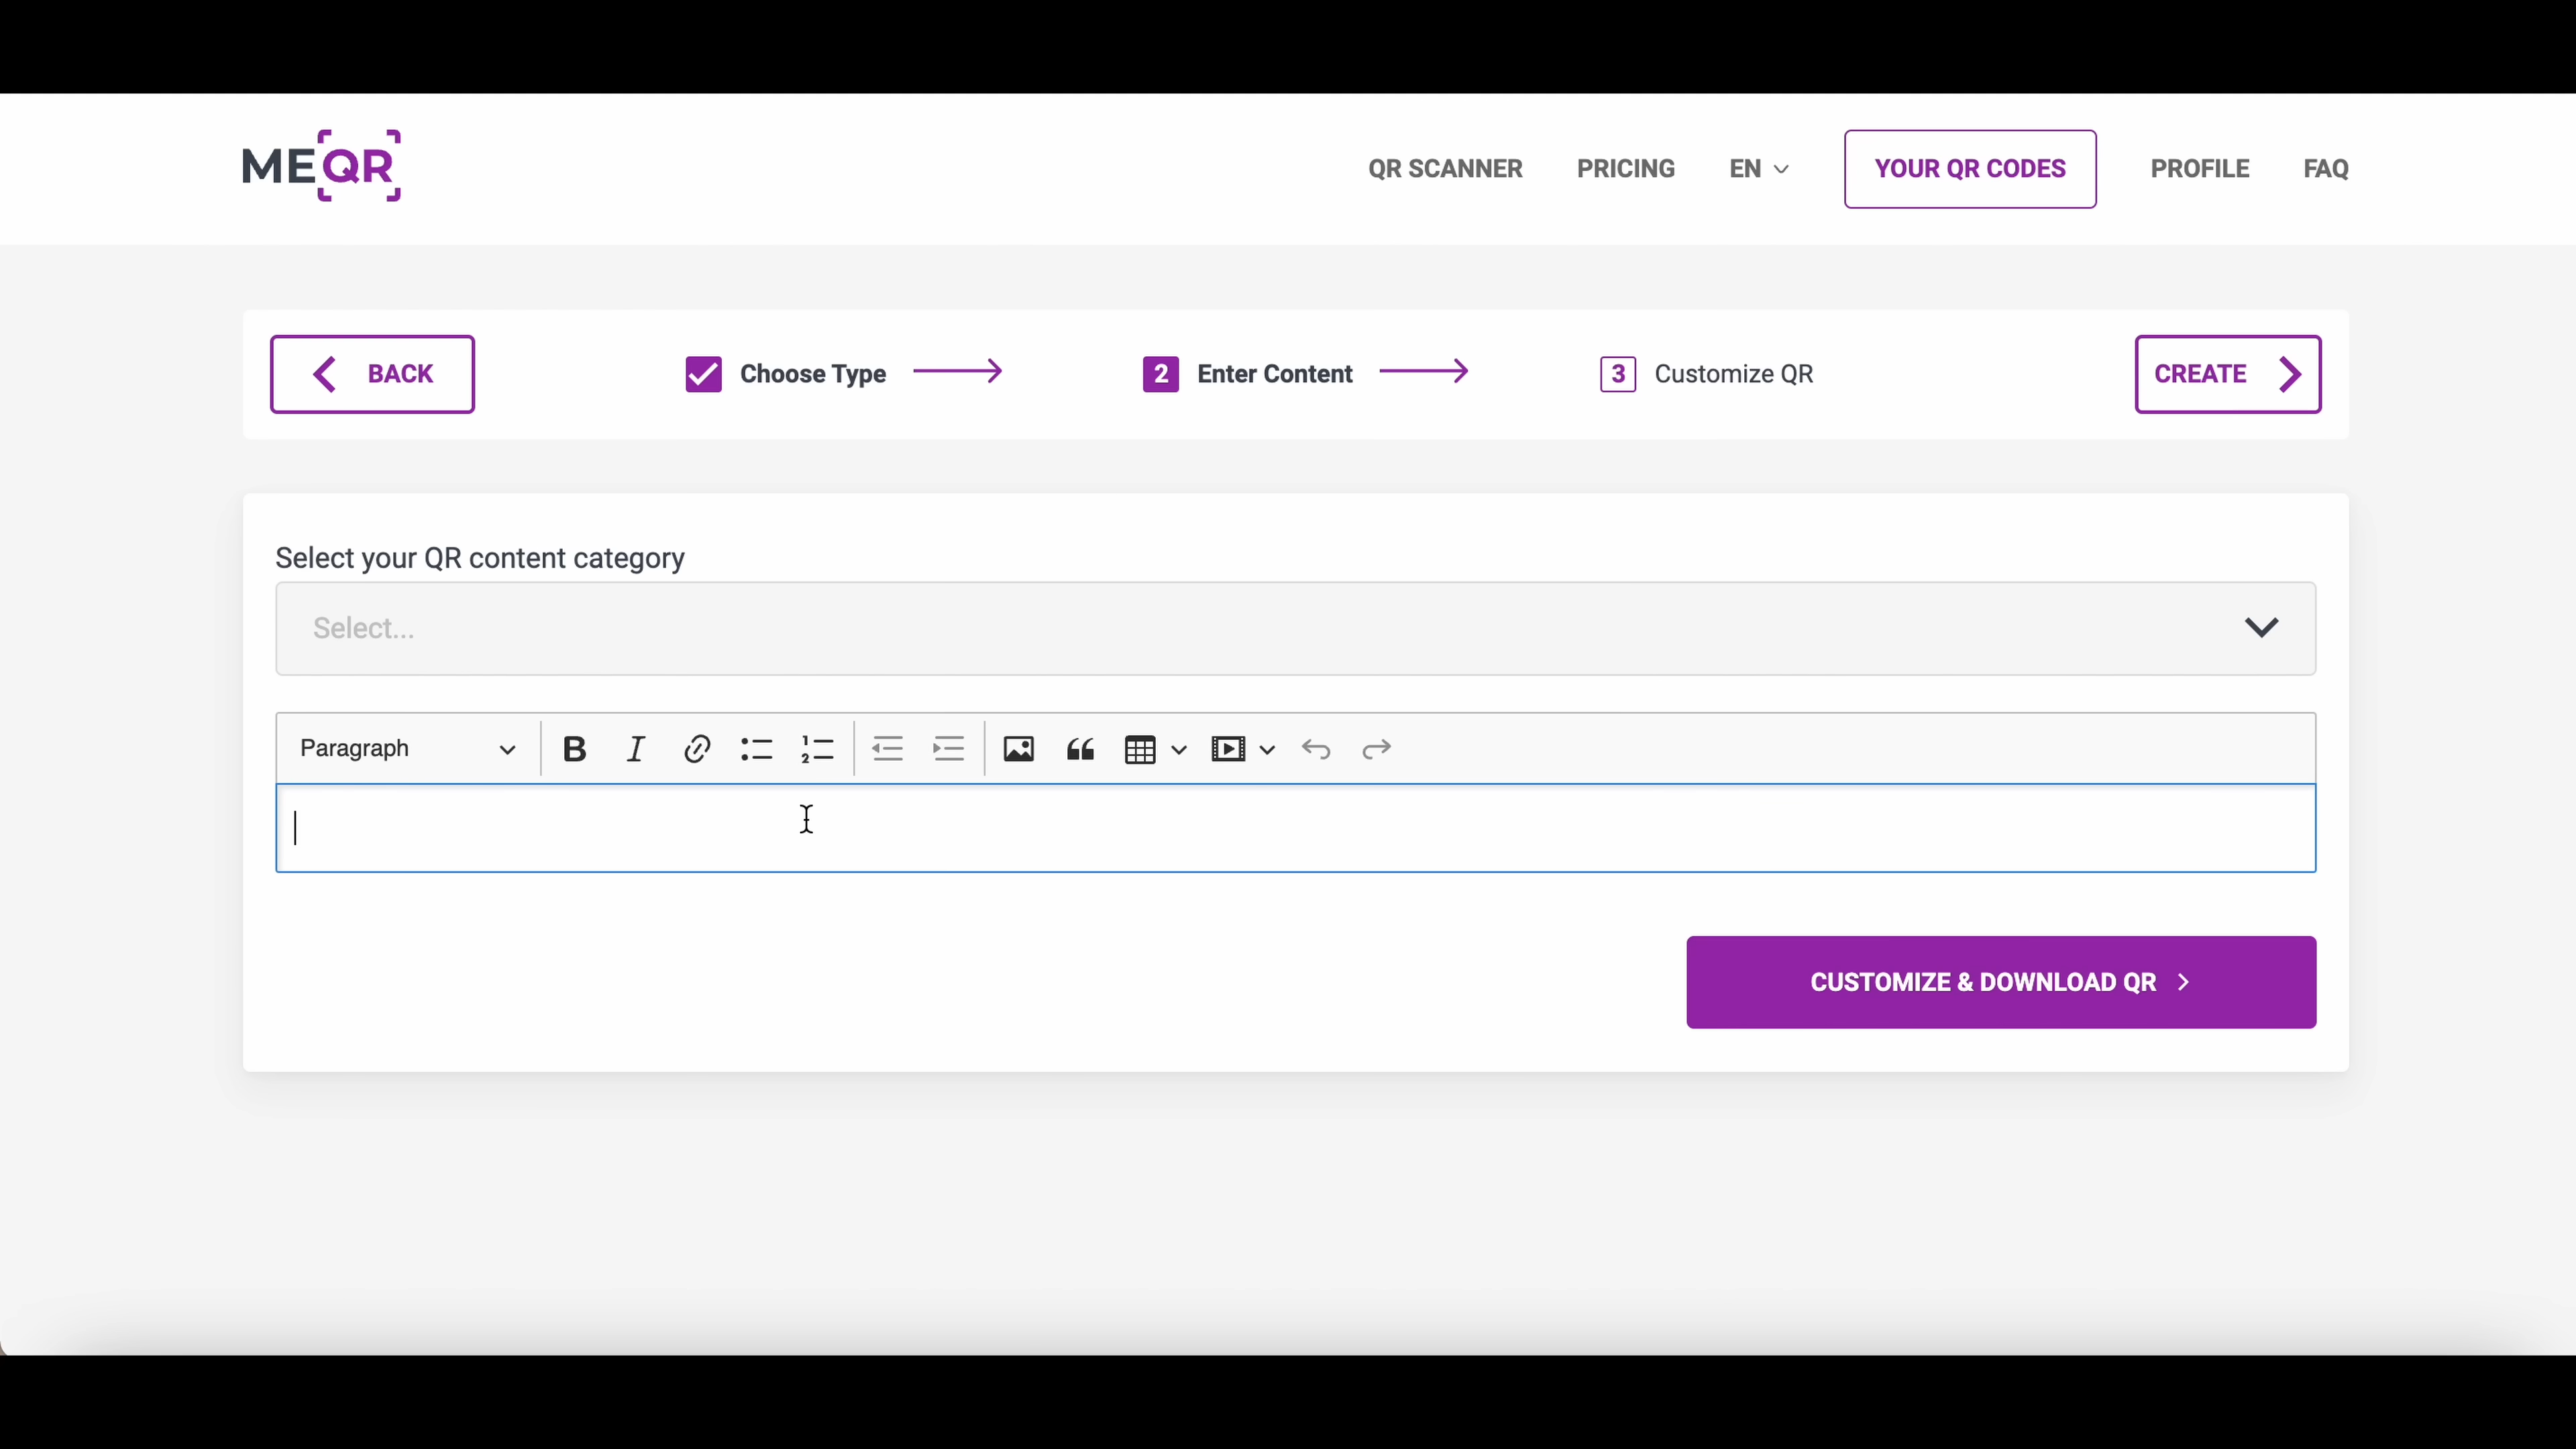 MEQR
QR SCANNER PRICING EN YOUR QR CODES PROFILE FAQ
BACK Choose Type 2 Enter Content 3 Customize QR CREATE
Select your QR content category
Select...
Paragraph
CUSTOMIZE & DOWNLOAD QR